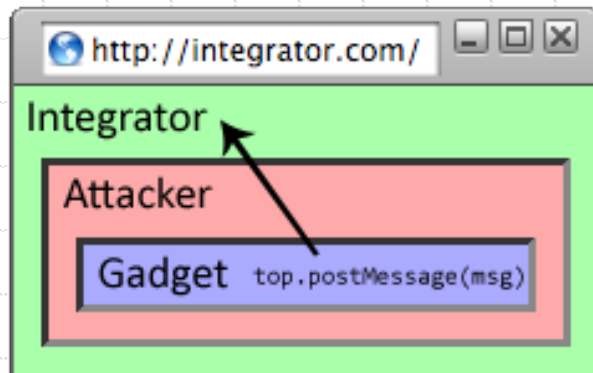 http://integrator.com/
Integrator
Attacker
Gadget top.postMessage(msg)